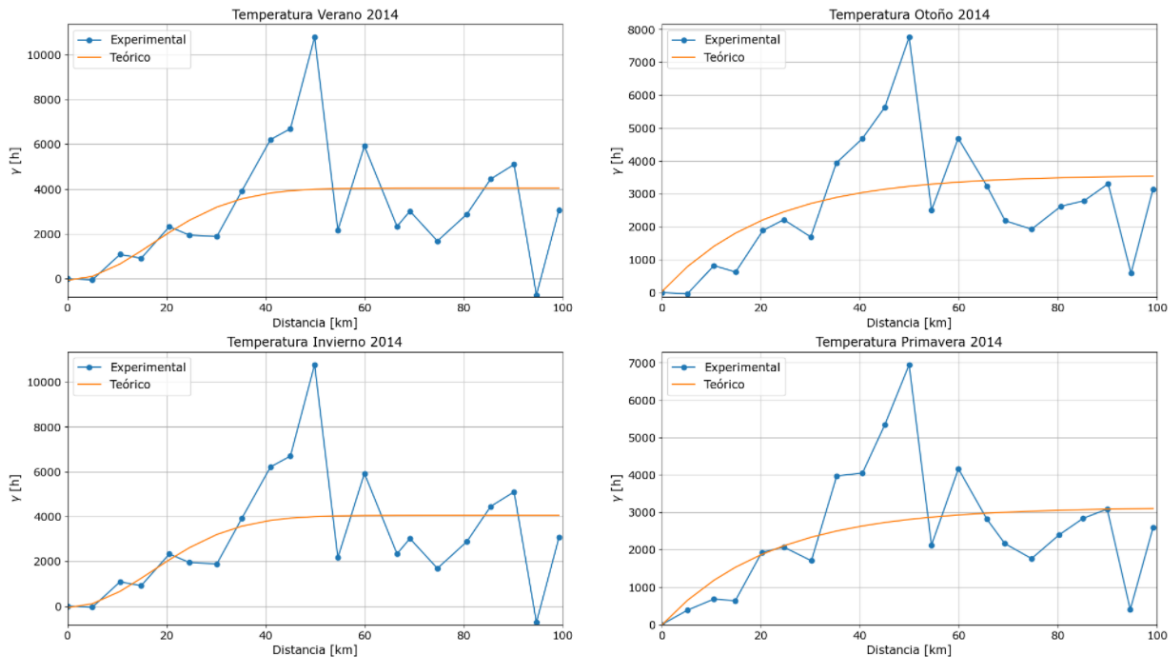 Temperatura Verano 2014
Experimental
Teórico
10000
8000
6000
4000
2000
0
γ [h]
0 20 40 60 80 100
Distancia [km]
Temperatura Otoño 2014
Experimental
Teórico
8000
7000
6000
5000
4000
3000
2000
1000
0
γ [h]
0 20 40 60 80 100
Distancia [km]
Temperatura Invierno 2014
Experimental
Teórico
10000
8000
6000
4000
2000
0
γ [h]
0 20 40 60 80 100
Distancia [km]
Temperatura Primavera 2014
Experimental
Teórico
7000
6000
5000
4000
3000
2000
1000
0
γ [h]
0 20 40 60 80 100
Distancia [km]